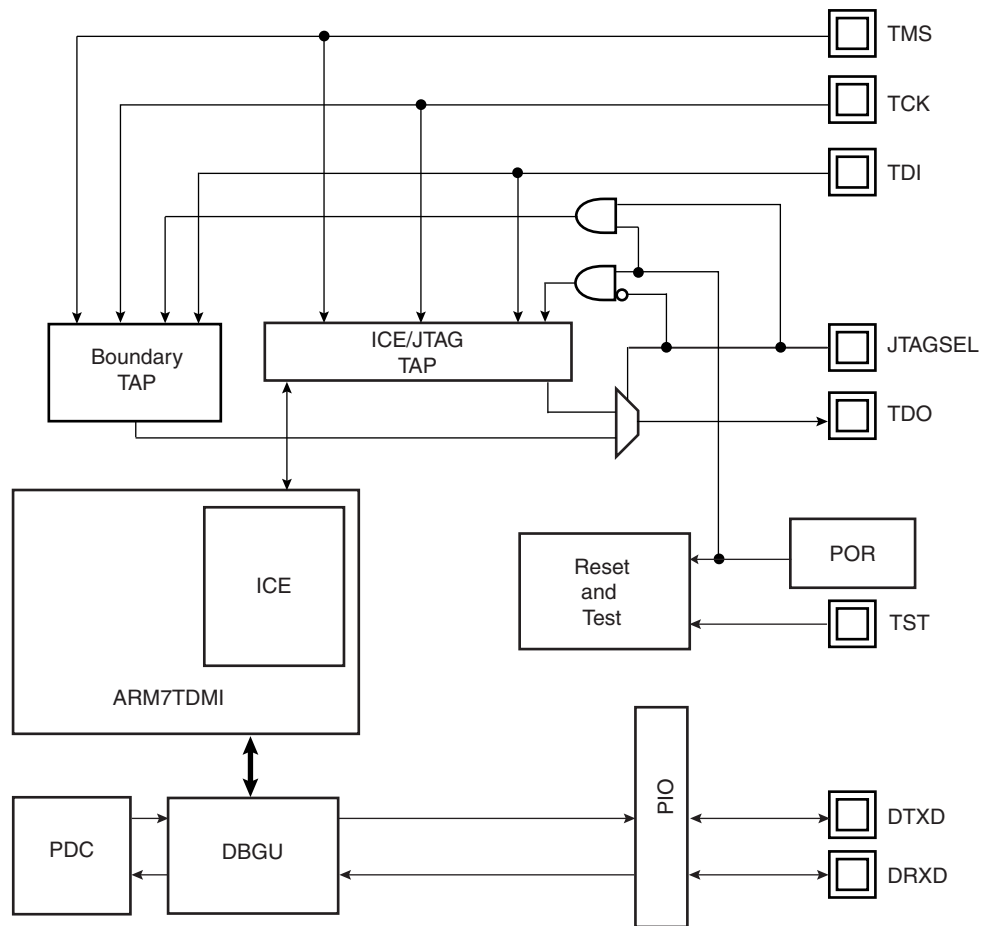 TMS
TCK
TDI
Boundary
TAP
ICE/JTAG
TAP
JTAGSEL
TDO
POR
Reset
and
Test
ICE
TST
ARM7TDMI
PIO
PDC
DBGU
DTXD
DRXD